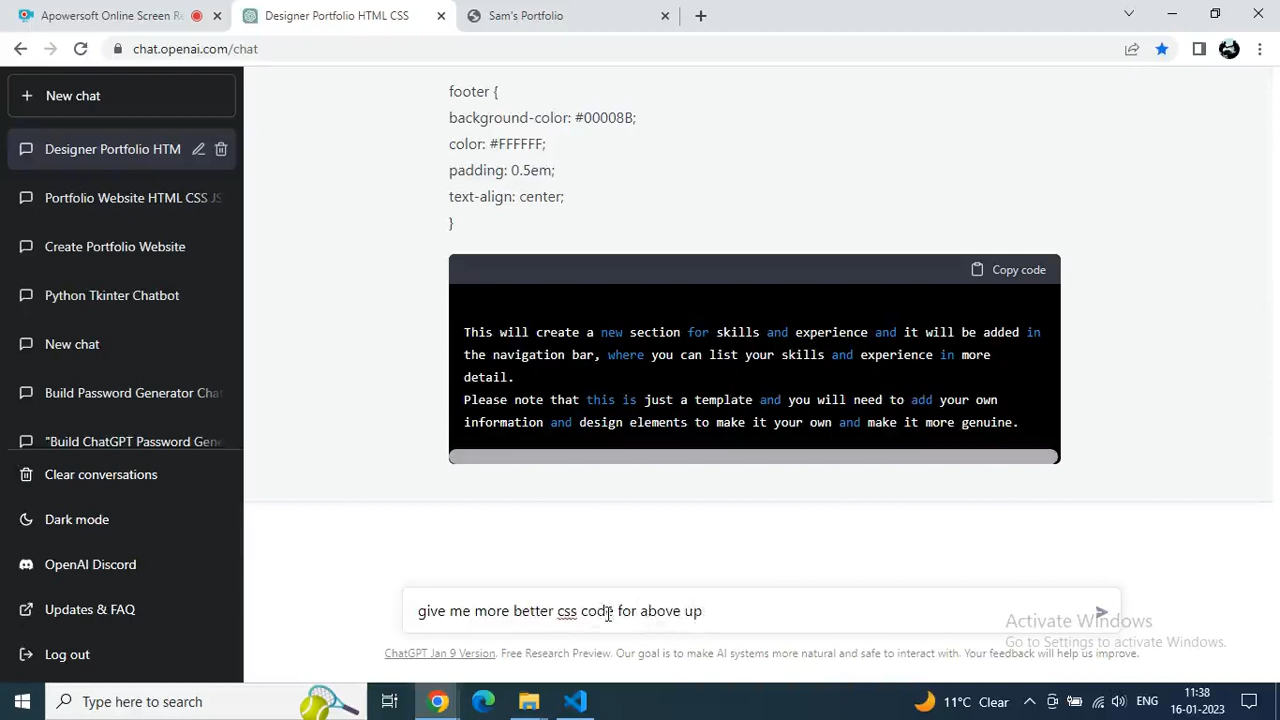 Apowersoft Online Screen Re
Designer Portfolio HTML CSS
Sam's Portfolio
chat.openai.com/chat
New chat
Designer Portfolio HTM
Portfolio Website HTML CSS JS
Create Portfolio Website
Python Tkinter Chatbot
New chat
Build Password Generator Cha
"Build ChatGPT Password Gene
Clear conversations
Dark mode
OpenAI Discord
Updates & FAQ
Log out
footer {
background-color: #00008B;
color: #FFFFFF;
padding: 0.5em;
text-align: center;
}
Copy code
This will create a new section for skills and experience and it will be added in
the navigation bar, where you can list your skills and experience in more
detail.
Please note that this is just a template and you will need to add your own
information and design elements to make it your own and make it more genuine.
give me more better css code for above up
Activate Windows
Go to Settings to activate Windows.
ChatGPT Jan 9 Version. Free Research Preview. Our goal is to make AI systems more natural and safe to interact with. Your feedback will help us improve.
Type here to search
11°C Clear
ENG
11:38
16-01-2023